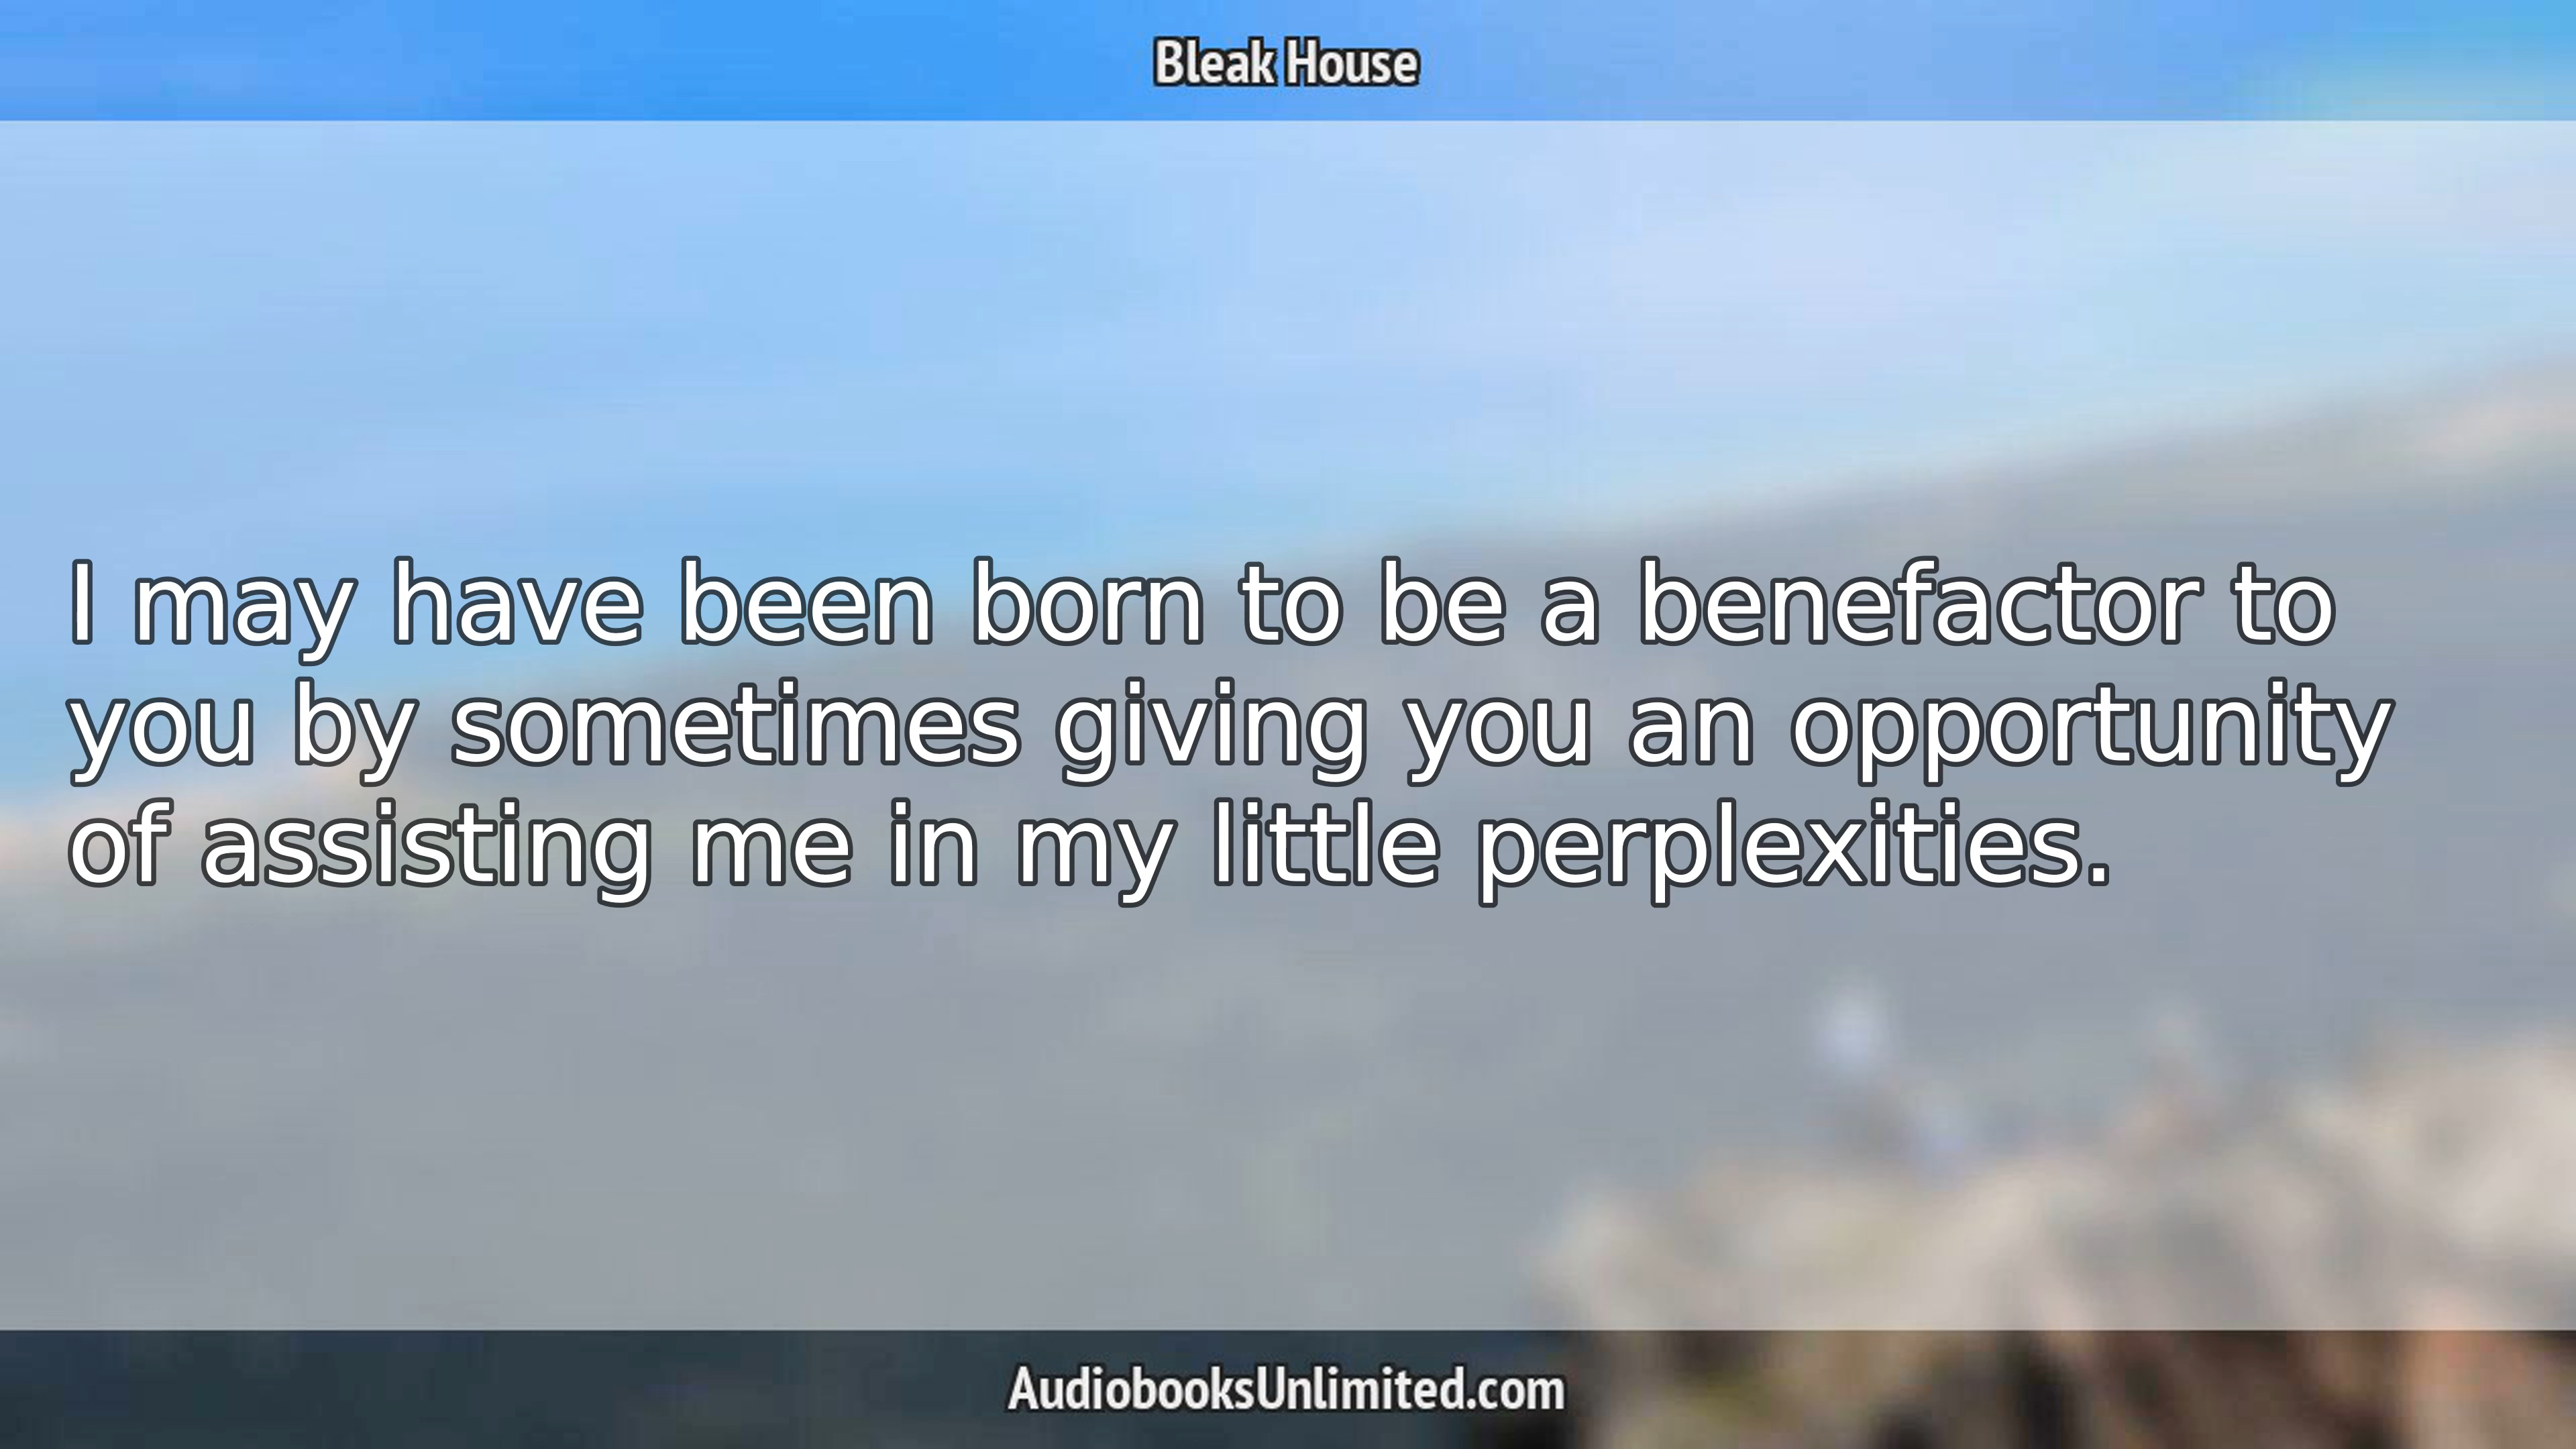 Bleak House
I may have been born to be a benefactor to
you by sometimes giving you an opportunity
of assisting me in my little perplexities.
AudiobooksUnlimited.com